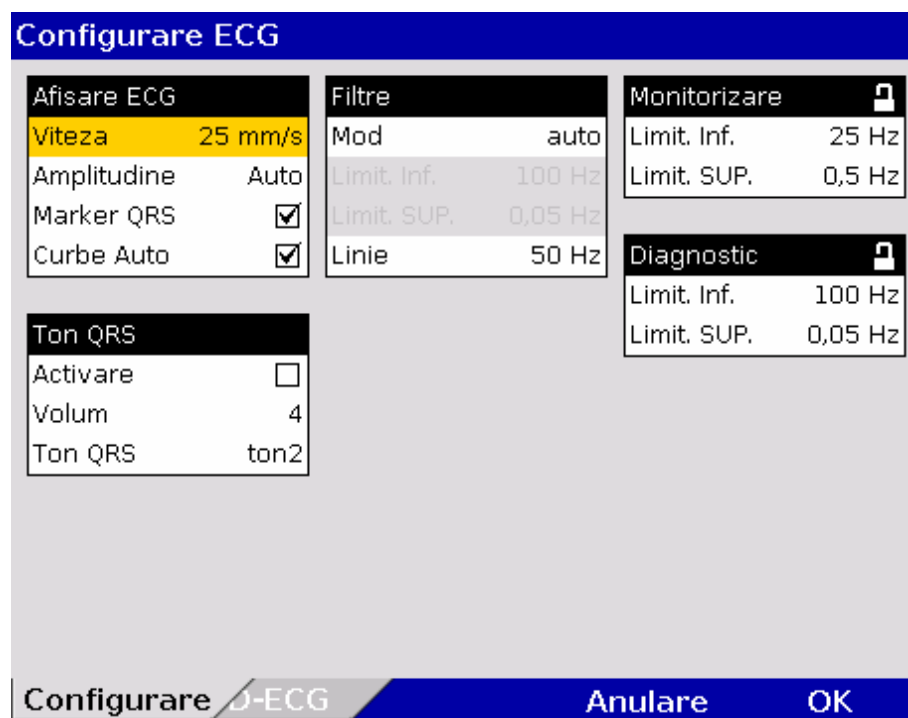 Configurare ECG
Afisare ECG
Viteza 25 mm/s
Amplitudine Auto
Marker QRS
Curbe Auto
Ton QRS
Activare
Volum 4
Ton QRS ton2
Filtre
Mod auto
Limit. Inf. 100 Hz
Limit. SUP. 0,05 Hz
Linie 50 Hz
Monitorizare
Limit. Inf. 25 Hz
Limit. SUP. 0,5 Hz
Diagnostic
Limit. Inf. 100 Hz
Limit. SUP. 0,05 Hz
Configurare D-ECG Anulare OK